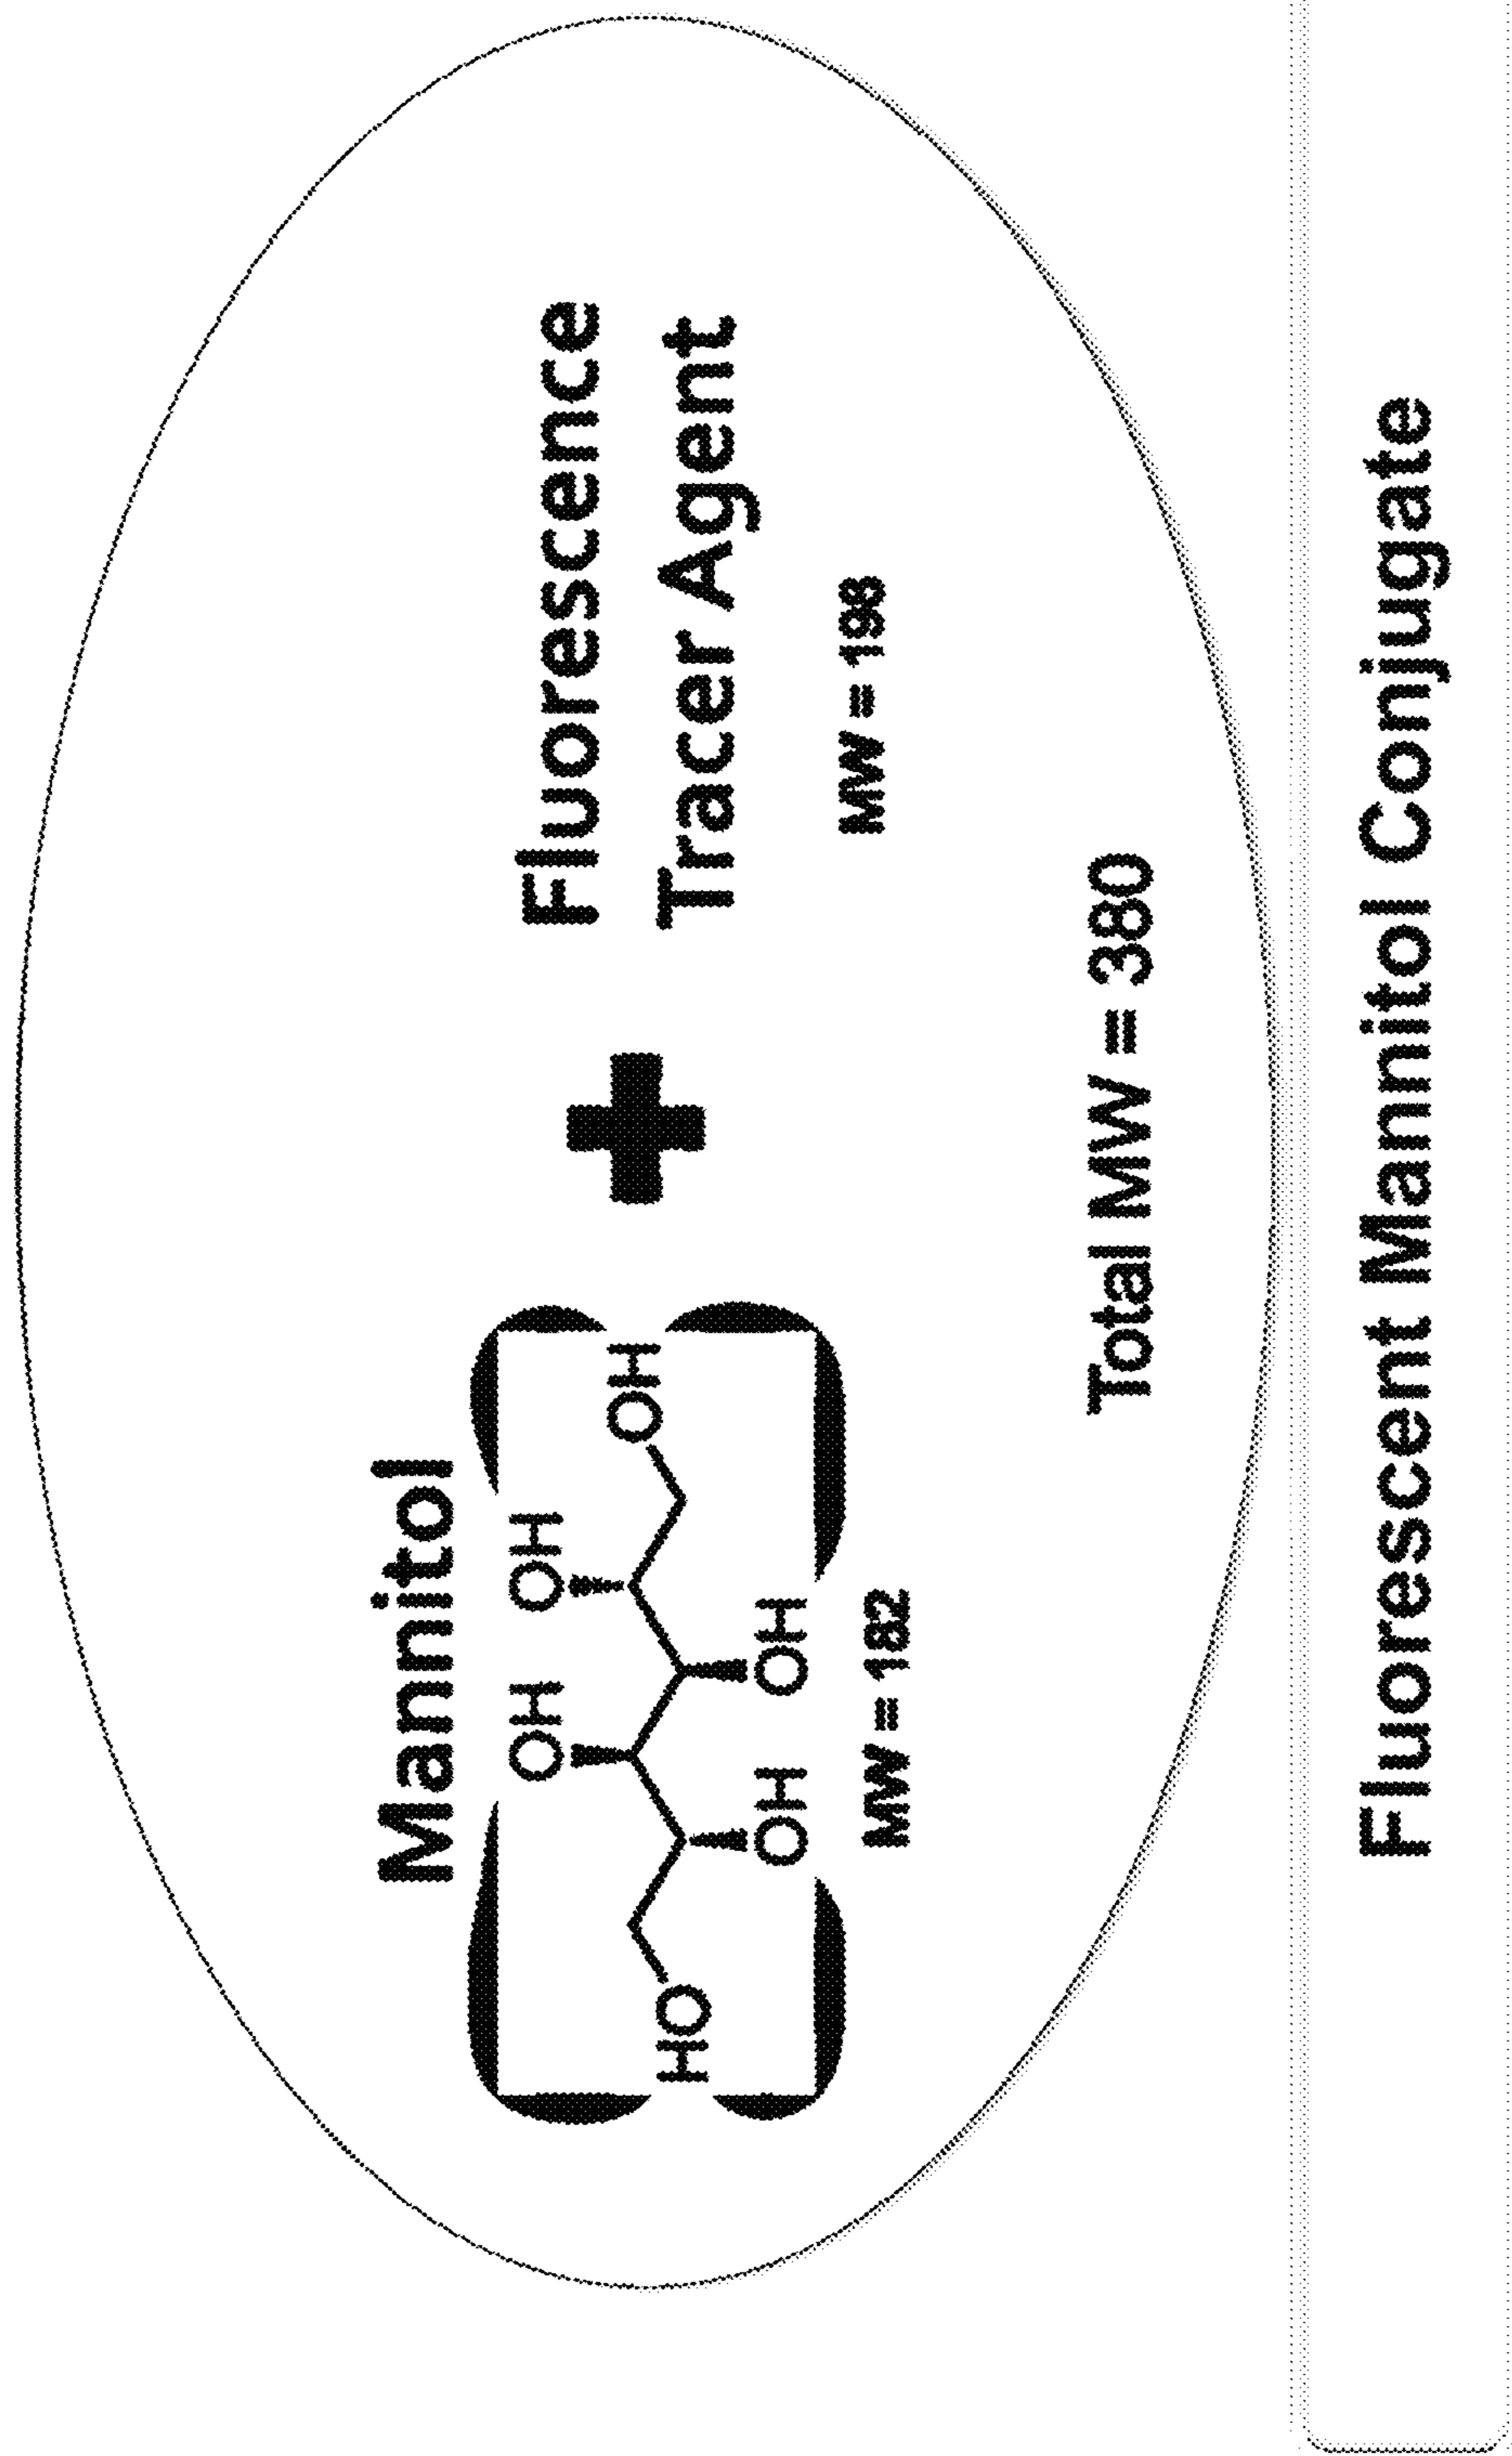 Mannitol
OH
OH
HO
OH
OH
OH
MW = 182
Fluorescence
Tracer Agent
MW = 198
Total MW = 380
Fluorescent Mannitol Conjugate